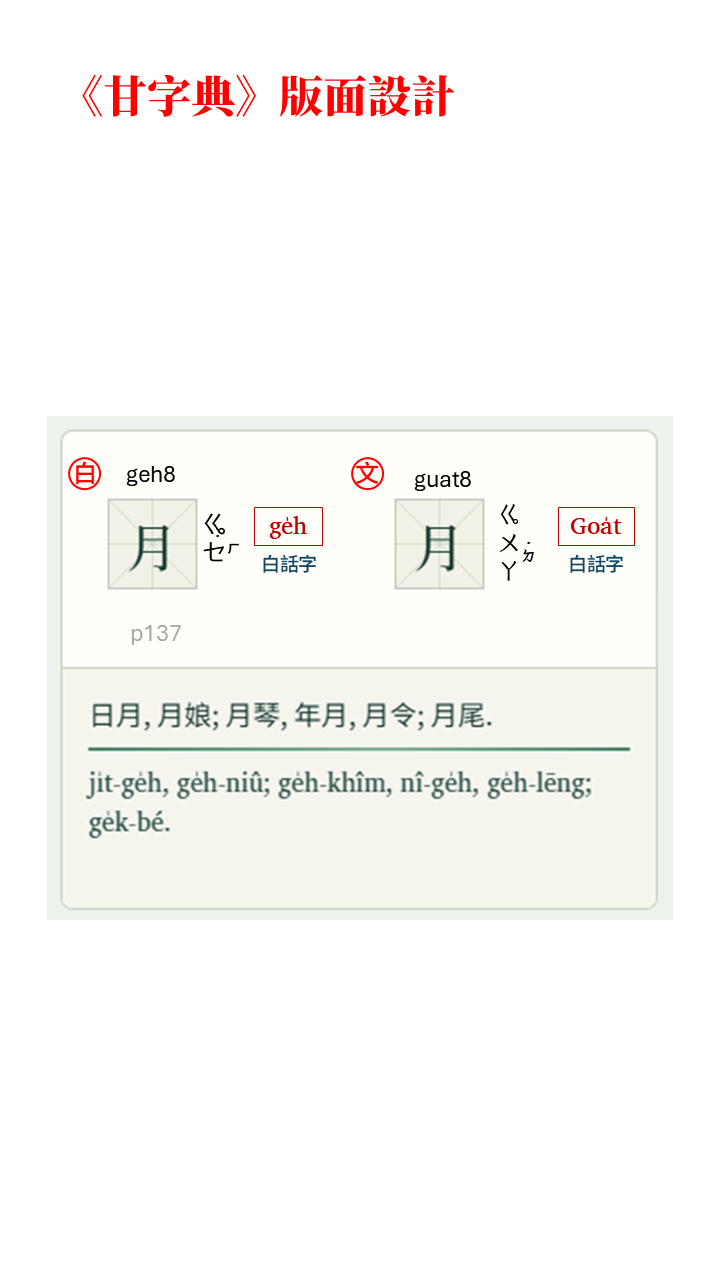 《甘字典》版面設計
白 geh8
月 ㆣㄝㆷ˙ ge̍h
白話字
文 guat8
月 ㆣㄨㄚㆵ˙ Goa̍t
白話字
p137
日月, 月娘; 月琴, 年月, 月令; 月尾.
ji̍t-ge̍h, ge̍h-niû; ge̍h-khîm, nî-ge̍h, ge̍h-lēng;
ge̍k-bé.